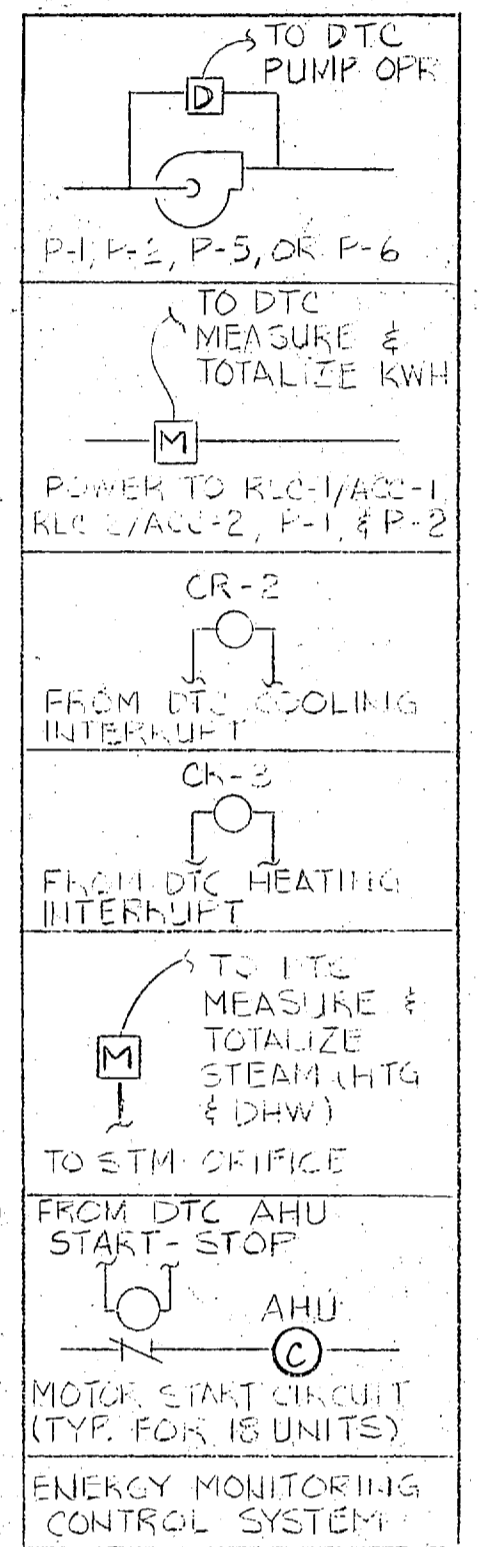 TO DTC
PUMP OPR
D
P-1, P-2, P-5, OR P-6
TO DTC
MEASURE &
TOTALIZE KWH
M
POWER TO RLC-1/ACC-1
RLC-2/ACC-2, P-1, & P-2
CR-2
FROM DTC COOLING
INTERRUPT
CR-3
FROM DTC HEATING
INTERRUPT
TO DTC
MEASURE &
TOTALIZE
STEAM (HTG
& DHW)
M
TO STM ORIFICE
FROM DTC AHU
START-STOP
AHU
C
MOTOR START CIRCUIT
(TYP. FOR 18 UNITS)
ENERGY MONITORING
CONTROL SYSTEM